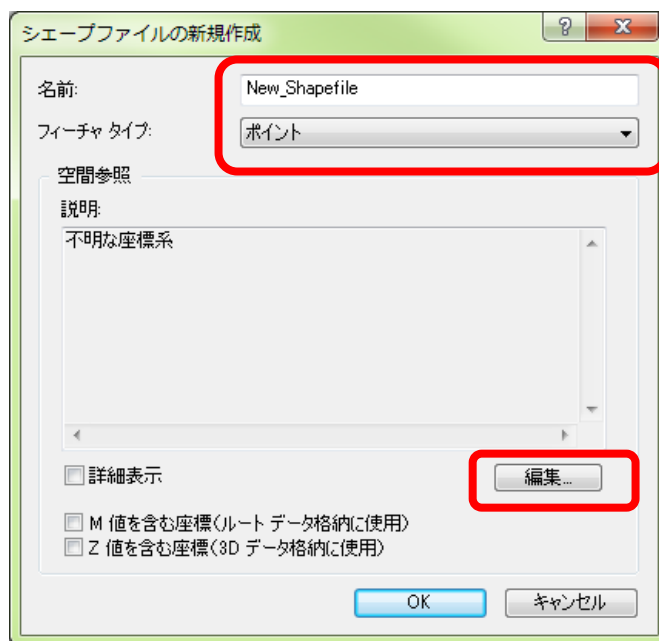 シェープファイルの新規作成
名前:
New_Shapefile
フィーチャ タイプ:
ポイント
空間参照
説明:
不明な座標系
詳細表示
編集...
M 値を含む座標(ルート データ格納に使用)
Z 値を含む座標(3D データ格納に使用)
OK
キャンセル